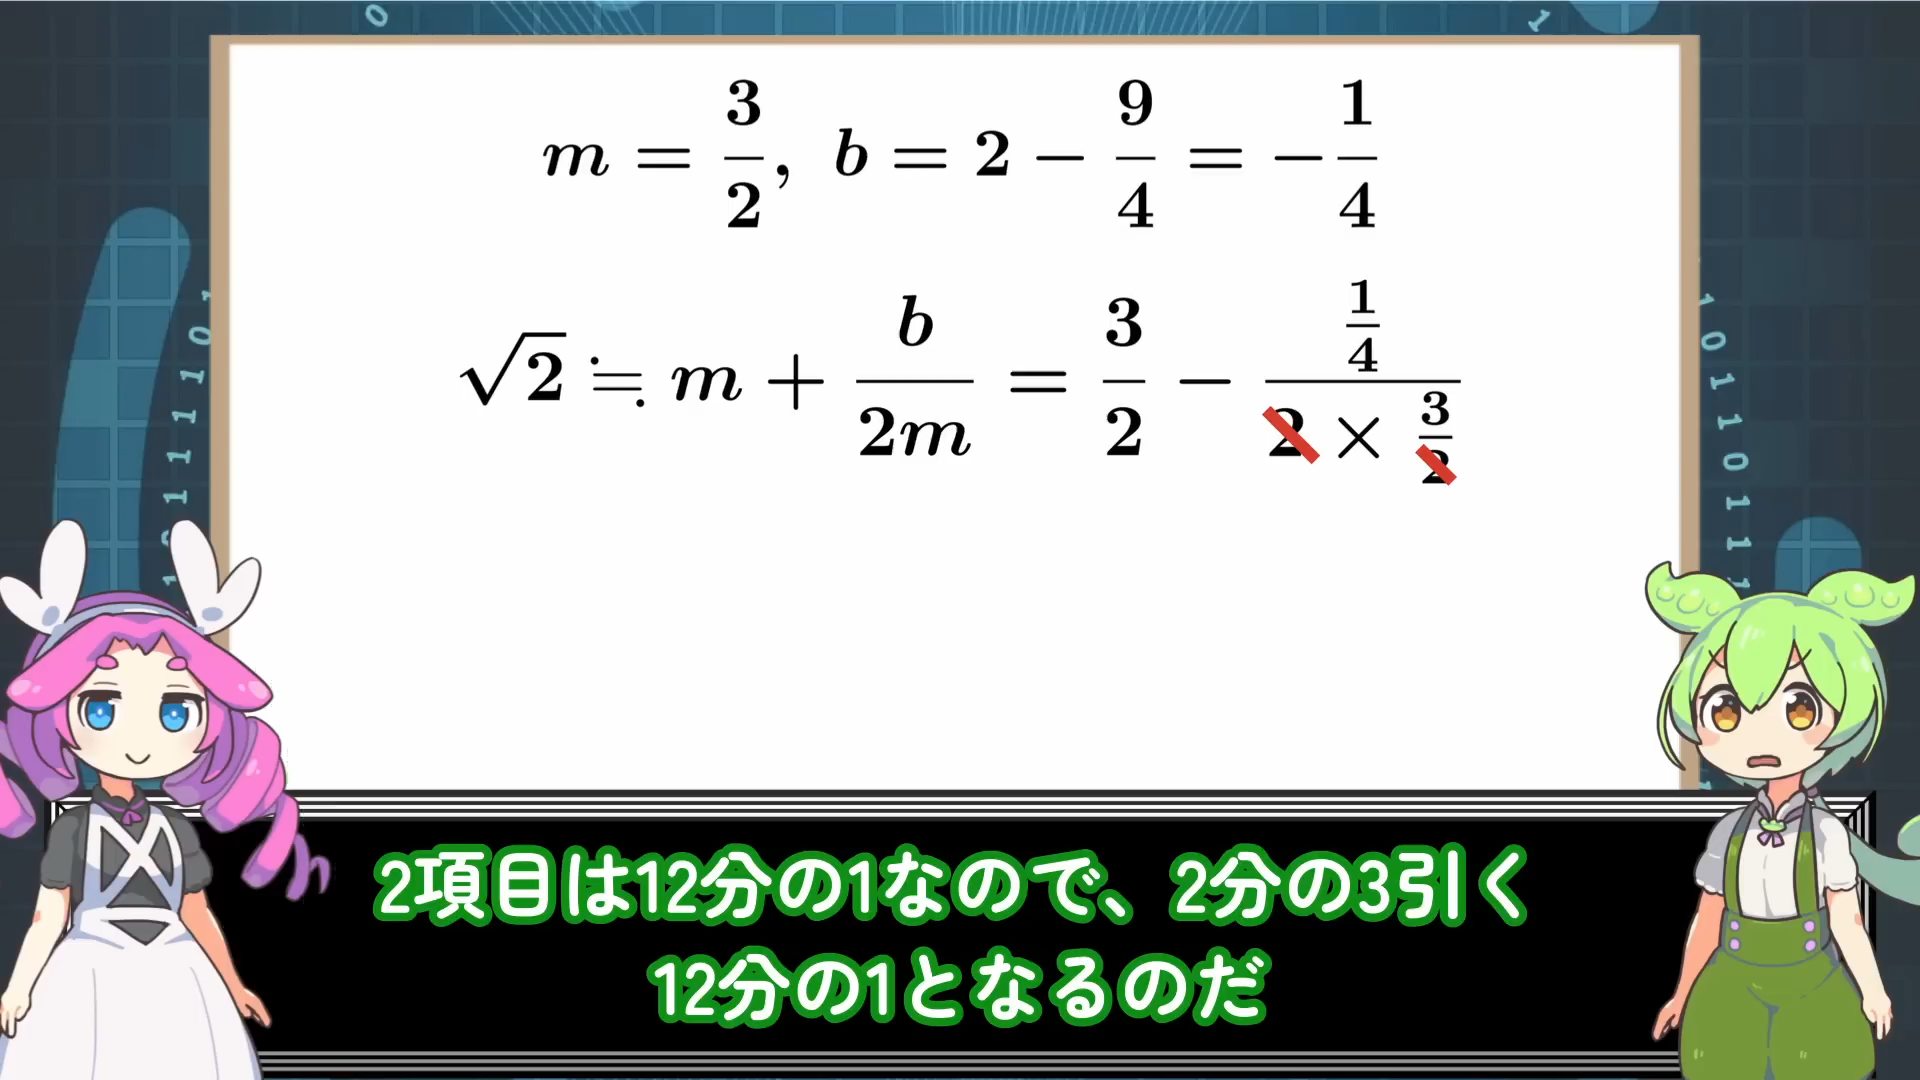 m = 3/2, b = 2 − 9/4 = −1/4
√2 ≒ m + b/2m = 3/2 − (1/4)/(2 × 3/2)
2項目は12分の1なので、2分の3引く
12分の1となるのだ